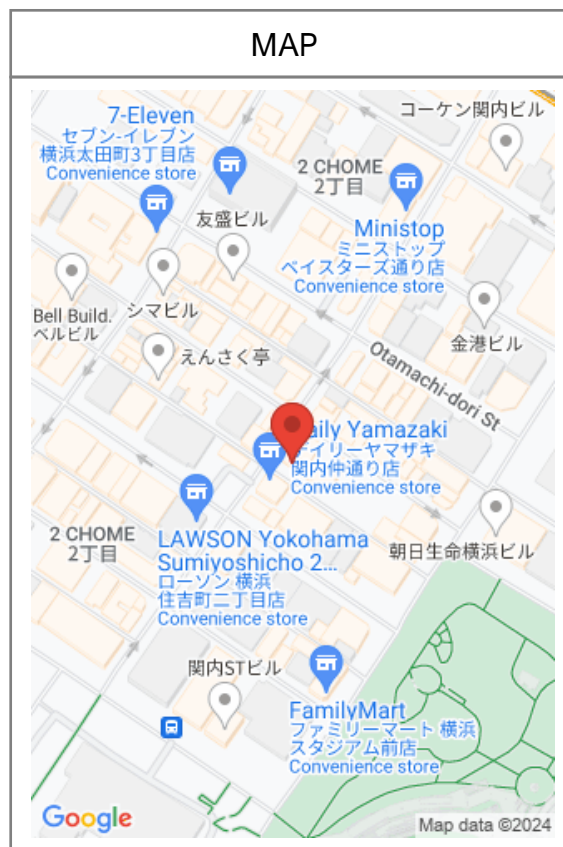 MAP
コーケン関内ビル
7-Eleven
セブン‐イレブン
横浜太田町3丁目店
Convenience store
2 CHOME
2丁目
友盛ビル
Ministop
ミニストップ
ベイスターズ通り店
Convenience store
Bell Build.
ベルビル
シマビル
金港ビル
えんさく亭
Otamachi-dori St
aily Yamazaki
デイリーヤマザキ
関内仲通り店
Convenience store
2 CHOME
2丁目
LAWSON Yokohama
Sumiyoshicho 2...
ローソン 横浜
住吉町二丁目店
Convenience store
朝日生命横浜ビル
関内STビル
FamilyMart
ファミリーマート 横浜
スタジアム前店
Convenience store
Google
Map data ©2024